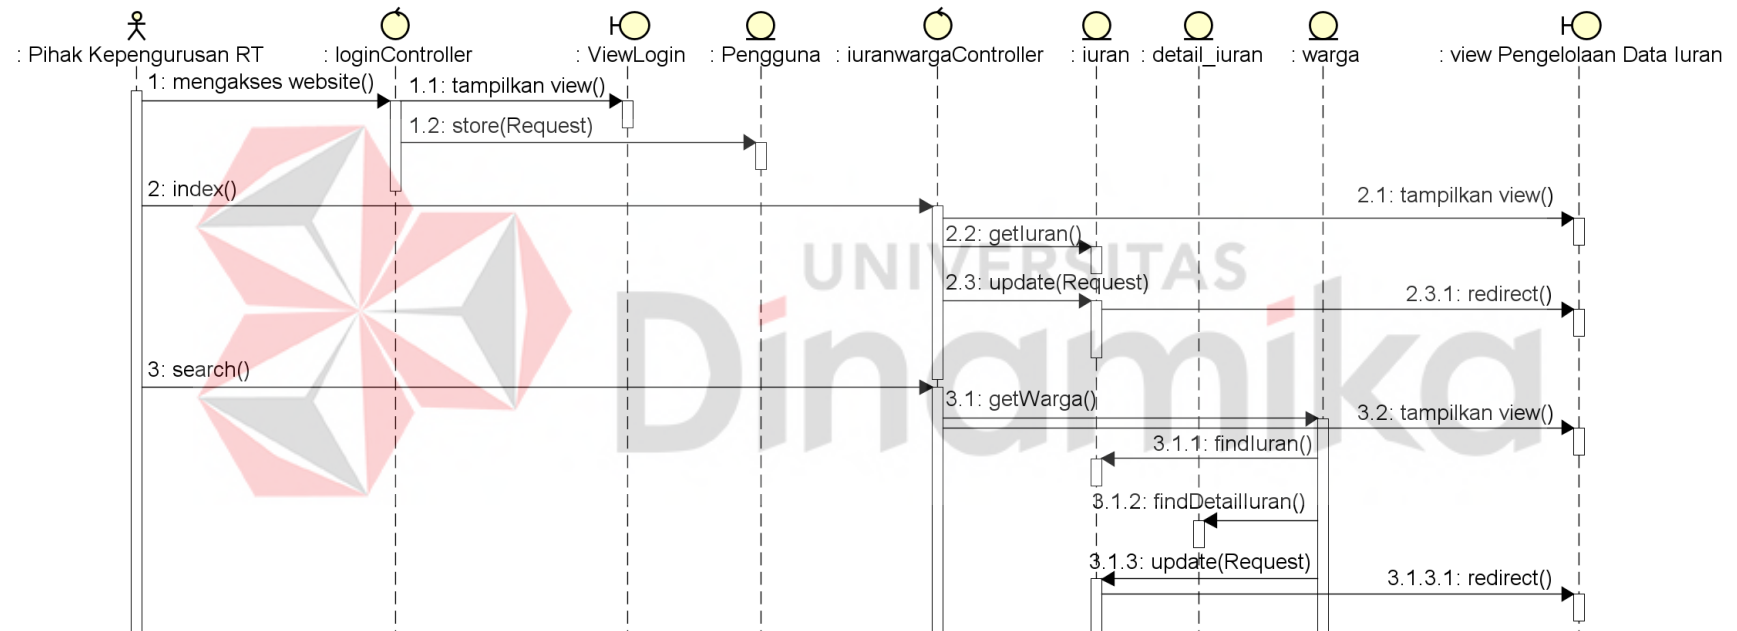 : Pihak Kepengurusan RT
: loginController
: ViewLogin
: Pengguna
: iuranwargaController
: iuran
: detail_iuran
: warga
: view Pengelolaan Data Iuran
1: mengakses website()
1.1: tampilkan view()
1.2: store(Request)
2: index()
2.1: tampilkan view()
2.2: getIuran()
UNIVERSITAS
Dinamika
2.3: update(Request)
2.3.1: redirect()
3: search()
3.1: getWarga()
3.2: tampilkan view()
3.1.1: findIuran()
3.1.2: findDetailIuran()
3.1.3: update(Request)
3.1.3.1: redirect()